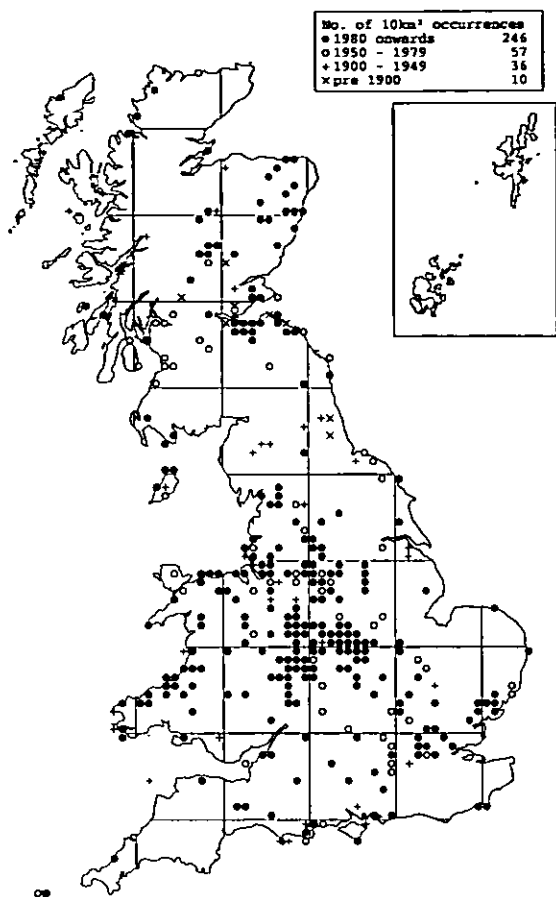 No. of 10km² occurrences
● 1980 onwards 246
○ 1950 - 1979 57
+ 1900 - 1949 36
× pre 1900 10